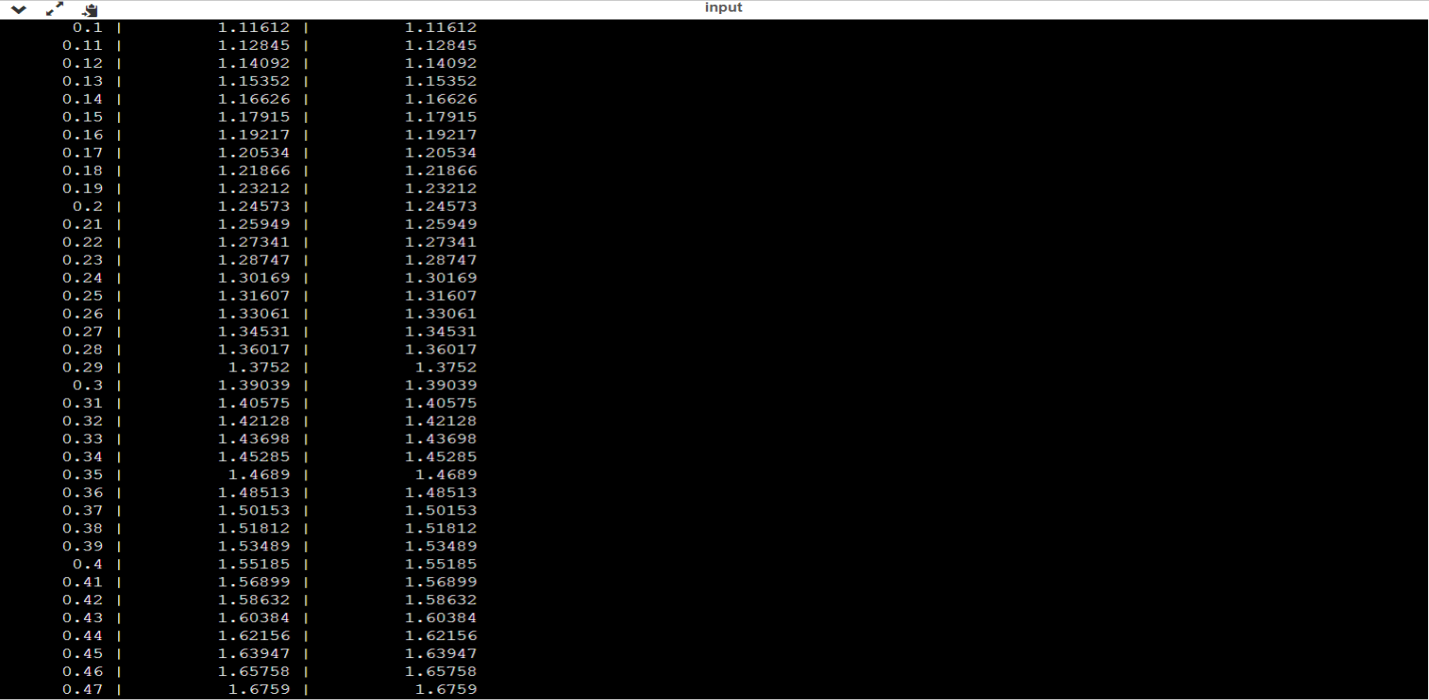 input
0.1 | 1.11612 | 1.11612
0.11 | 1.12845 | 1.12845
0.12 | 1.14092 | 1.14092
0.13 | 1.15352 | 1.15352
0.14 | 1.16626 | 1.16626
0.15 | 1.17915 | 1.17915
0.16 | 1.19217 | 1.19217
0.17 | 1.20534 | 1.20534
0.18 | 1.21866 | 1.21866
0.19 | 1.23212 | 1.23212
0.2 | 1.24573 | 1.24573
0.21 | 1.25949 | 1.25949
0.22 | 1.27341 | 1.27341
0.23 | 1.28747 | 1.28747
0.24 | 1.30169 | 1.30169
0.25 | 1.31607 | 1.31607
0.26 | 1.33061 | 1.33061
0.27 | 1.34531 | 1.34531
0.28 | 1.36017 | 1.36017
0.29 | 1.3752 | 1.3752
0.3 | 1.39039 | 1.39039
0.31 | 1.40575 | 1.40575
0.32 | 1.42128 | 1.42128
0.33 | 1.43698 | 1.43698
0.34 | 1.45285 | 1.45285
0.35 | 1.4689 | 1.4689
0.36 | 1.48513 | 1.48513
0.37 | 1.50153 | 1.50153
0.38 | 1.51812 | 1.51812
0.39 | 1.53489 | 1.53489
0.4 | 1.55185 | 1.55185
0.41 | 1.56899 | 1.56899
0.42 | 1.58632 | 1.58632
0.43 | 1.60384 | 1.60384
0.44 | 1.62156 | 1.62156
0.45 | 1.63947 | 1.63947
0.46 | 1.65758 | 1.65758
0.47 | 1.6759 | 1.6759